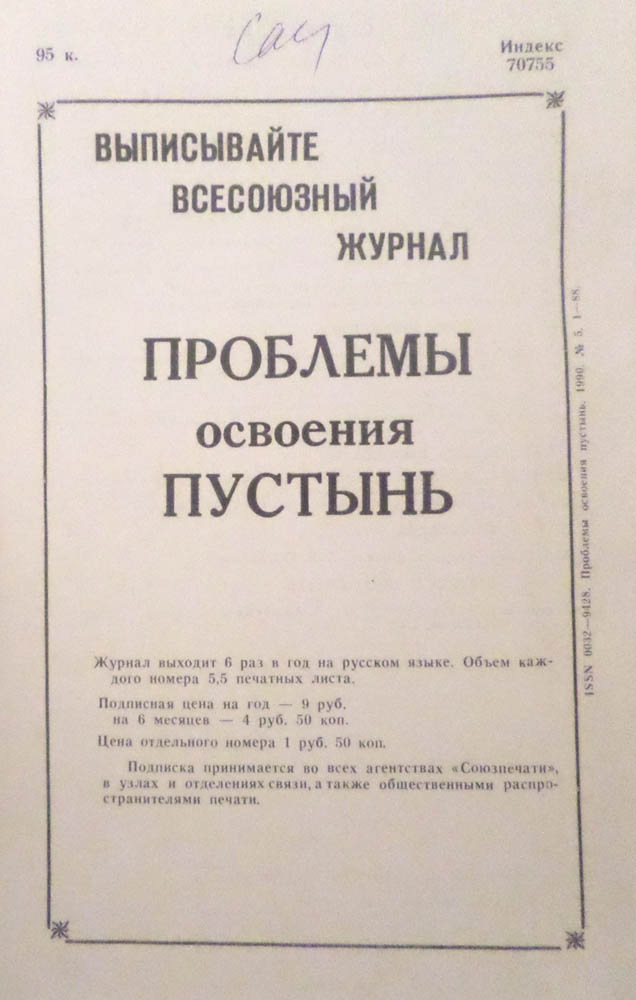 95 к.
Индекс
70755
ВЫПИСЫВАЙТЕ
ВСЕСОЮЗНЫЙ
ЖУРНАЛ
ПРОБЛЕМЫ
ОСВОЕНИЯ
ПУСТЫНЬ
Журнал выходит 6 раз в год на русском языке. Объем каж-
дого номера 5,5 печатных листа.
Подписная цена на год — 9 руб.
на 6 месяцев — 4 руб. 50 коп.
Цена отдельного номера 1 руб. 50 коп.
Подписка принимается во всех агентствах «Союзпечати»,
в узлах и отделениях связи, а также общественными распро-
странителями печати.
ISSN 0032—9428. Проблемы освоения пустынь. 1990. № 5. 1—88.